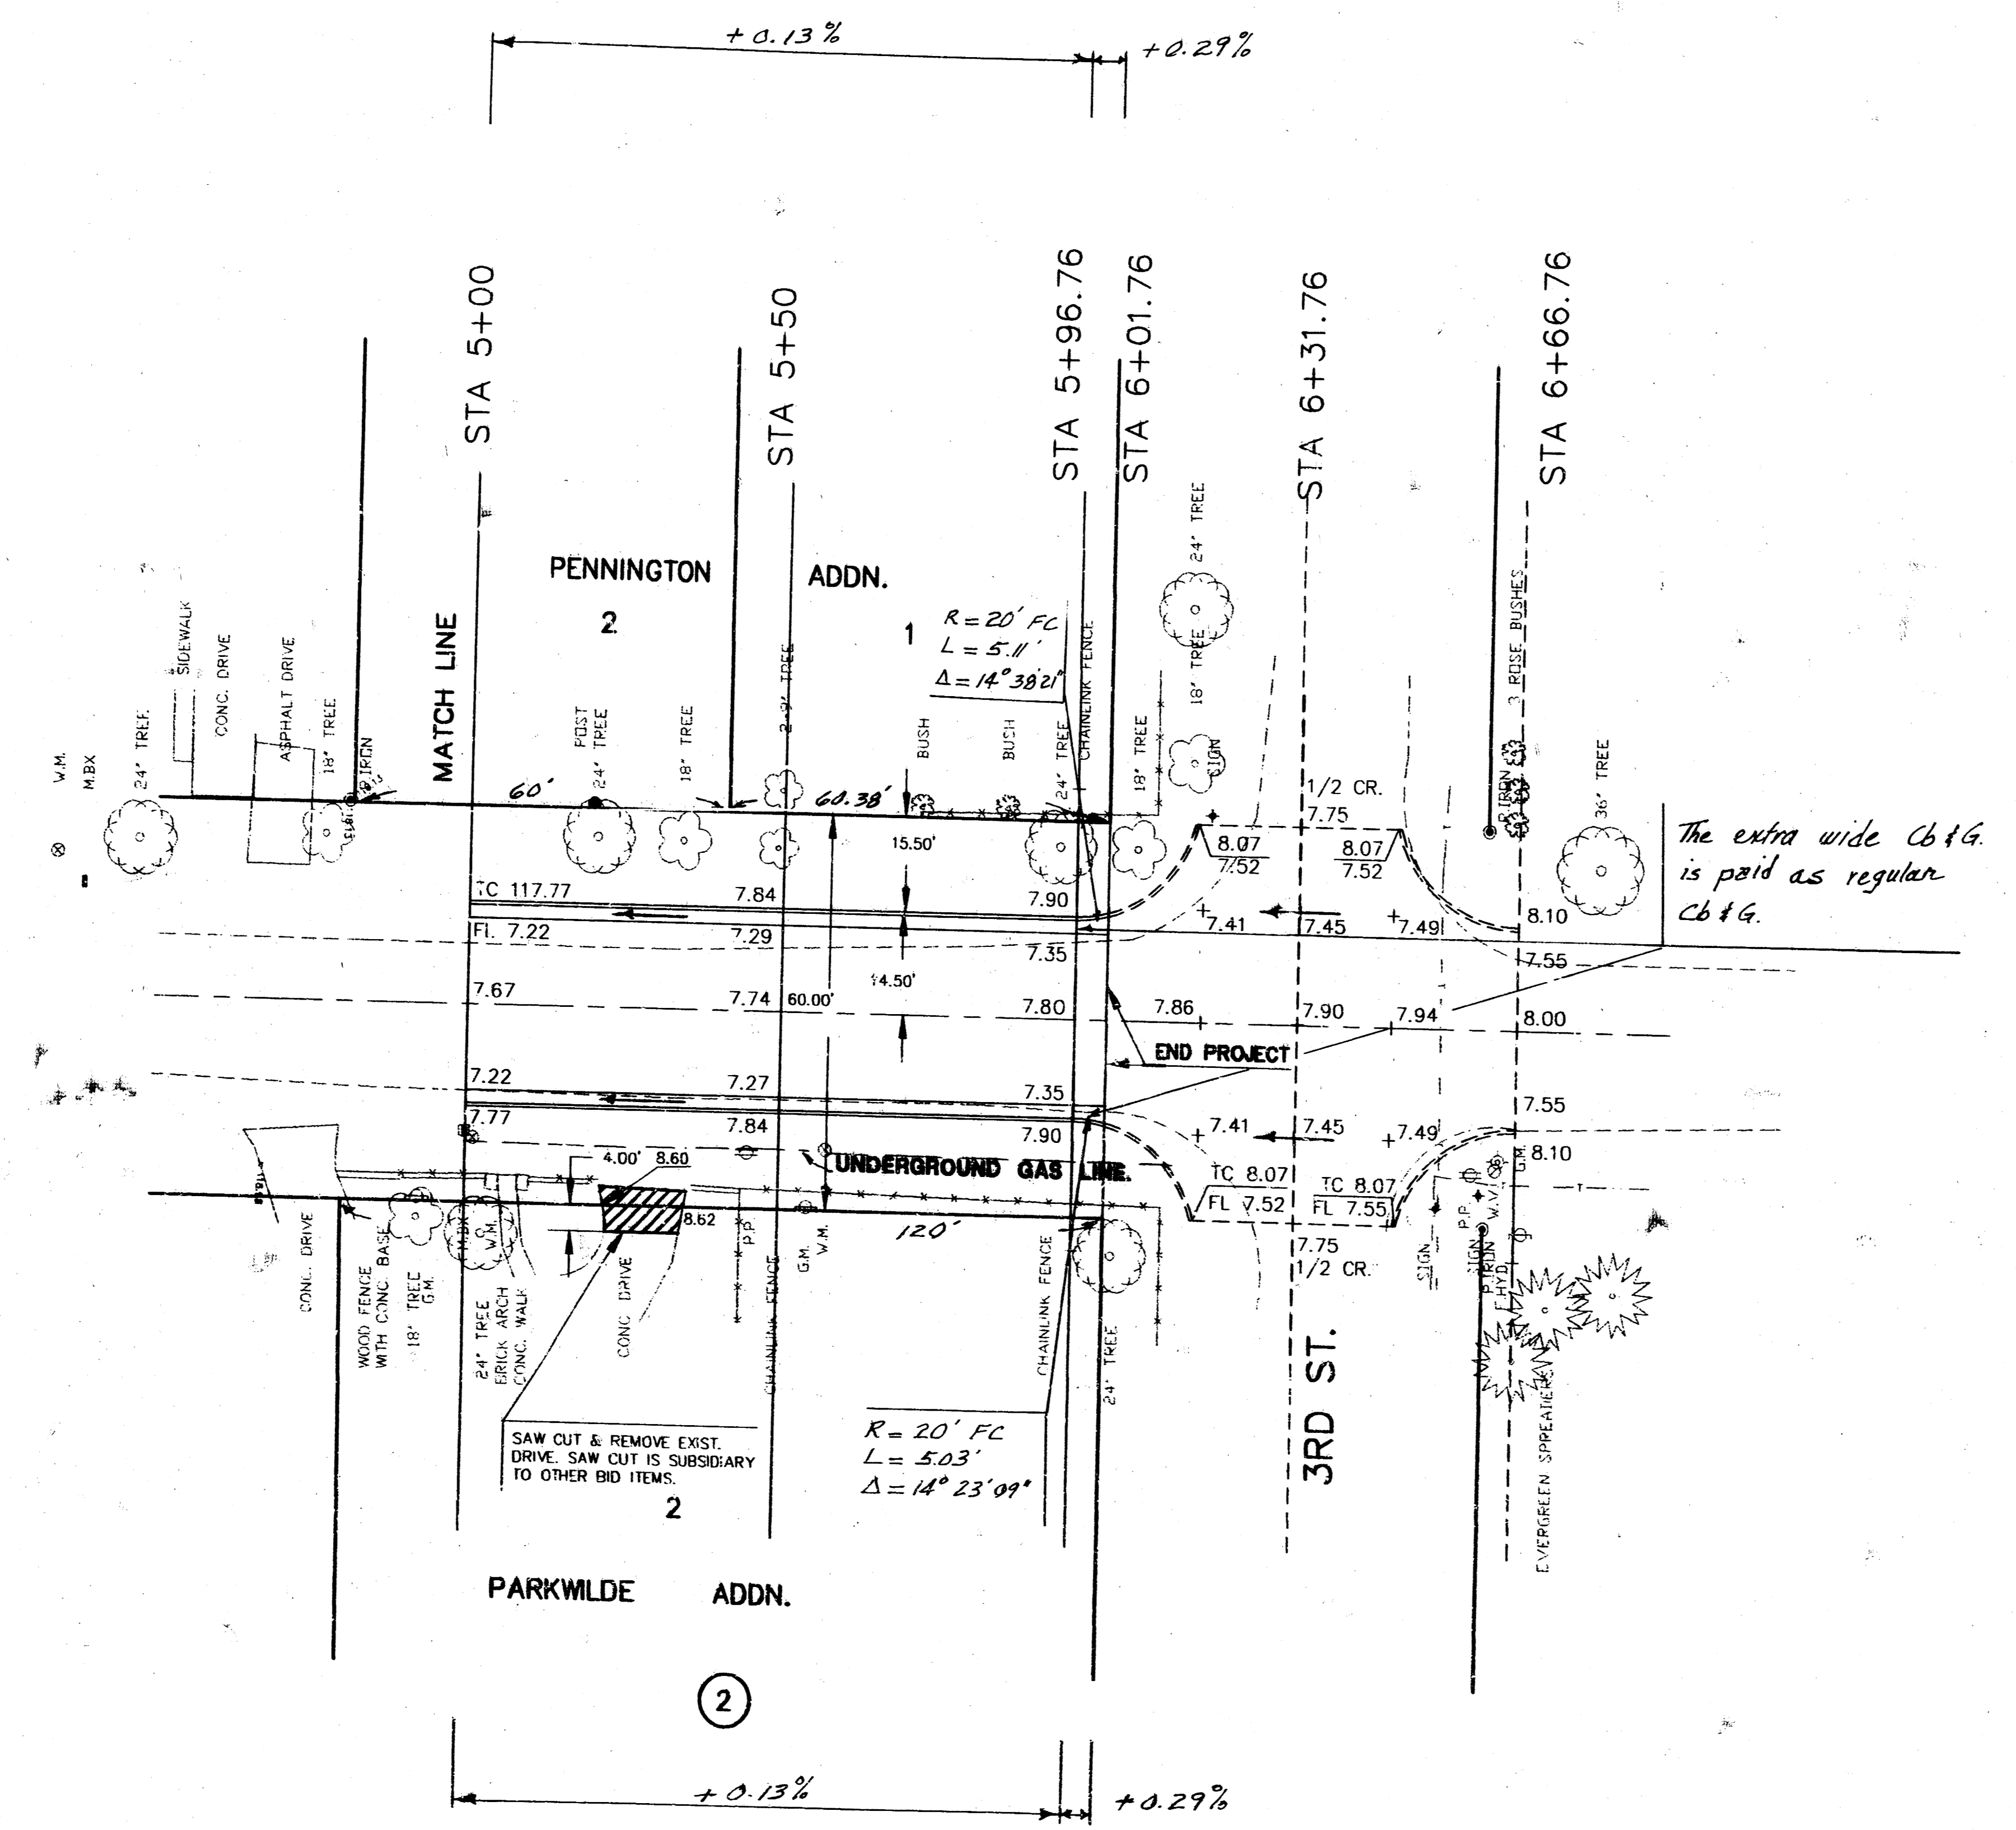 + 0.13%
+0.29%
STA 5+00
STA 5+50
STA 5+96.76
STA 6+01.76
STA 6+31.76
STA 6+66.76
PENNINGTON ADDN.
2
1
R = 20' FC
L = 5.11'
Δ = 14° 38' 21"
CHAINLINK FENCE
24" TREE
18" TREE
SIGN
3 ROSE BUSHES
MATCH LINE
W.M.
M.BX
24" TREE
SIDEWALK
CONC. DRIVE
ASPHALT DRIVE
18" TREE
P.IRON
POST
24" TREE
18" TREE
2-9" TREE
BUSH
BUSH
24" TREE
18" TREE
P.IRON
36" TREE
60'
60.38'
15.50'
1/2 CR.
7.75
8.07
7.52
8.07
7.52
The extra wide Cb & G.
is paid as regular
Cb & G.
TC 117.77
7.84
7.90
FL 7.22
7.29
7.35
7.41
7.45
7.49
8.10
7.55
14.50'
7.67
7.74
60.00'
7.80
7.86
7.90
7.94
8.00
END PROJECT
7.22
7.27
7.35
7.55
7.77
7.84
7.90
7.41
7.45
7.49
8.10
4.00'
8.60
UNDERGROUND GAS LINE.
TC 8.07
FL 7.52
TC 8.07
FL 7.55
8.62
120'
7.75
1/2 CR.
CONC. DRIVE
WOOD FENCE
WITH CONC. BASE
18" TREE
G.M.
M.BX
W.M.
24" TREE
BRICK ARCH
CONC. WALK
CONC DRIVE
P.P.
CHAINLINK FENCE
G.M.
W.M.
CHAINLINK FENCE
24" TREE
SIGN
P.P.
SIGN
P.IRON
W.V.
F.HYD.
G.M.
3RD ST.
EVERGREEN SPREADERS
SAW CUT & REMOVE EXIST.
DRIVE. SAW CUT IS SUBSIDIARY
TO OTHER BID ITEMS.
R = 20' FC
L = 5.03'
Δ = 14° 23' 09"
2
PARKWILDE ADDN.
2
+ 0.13%
+0.29%